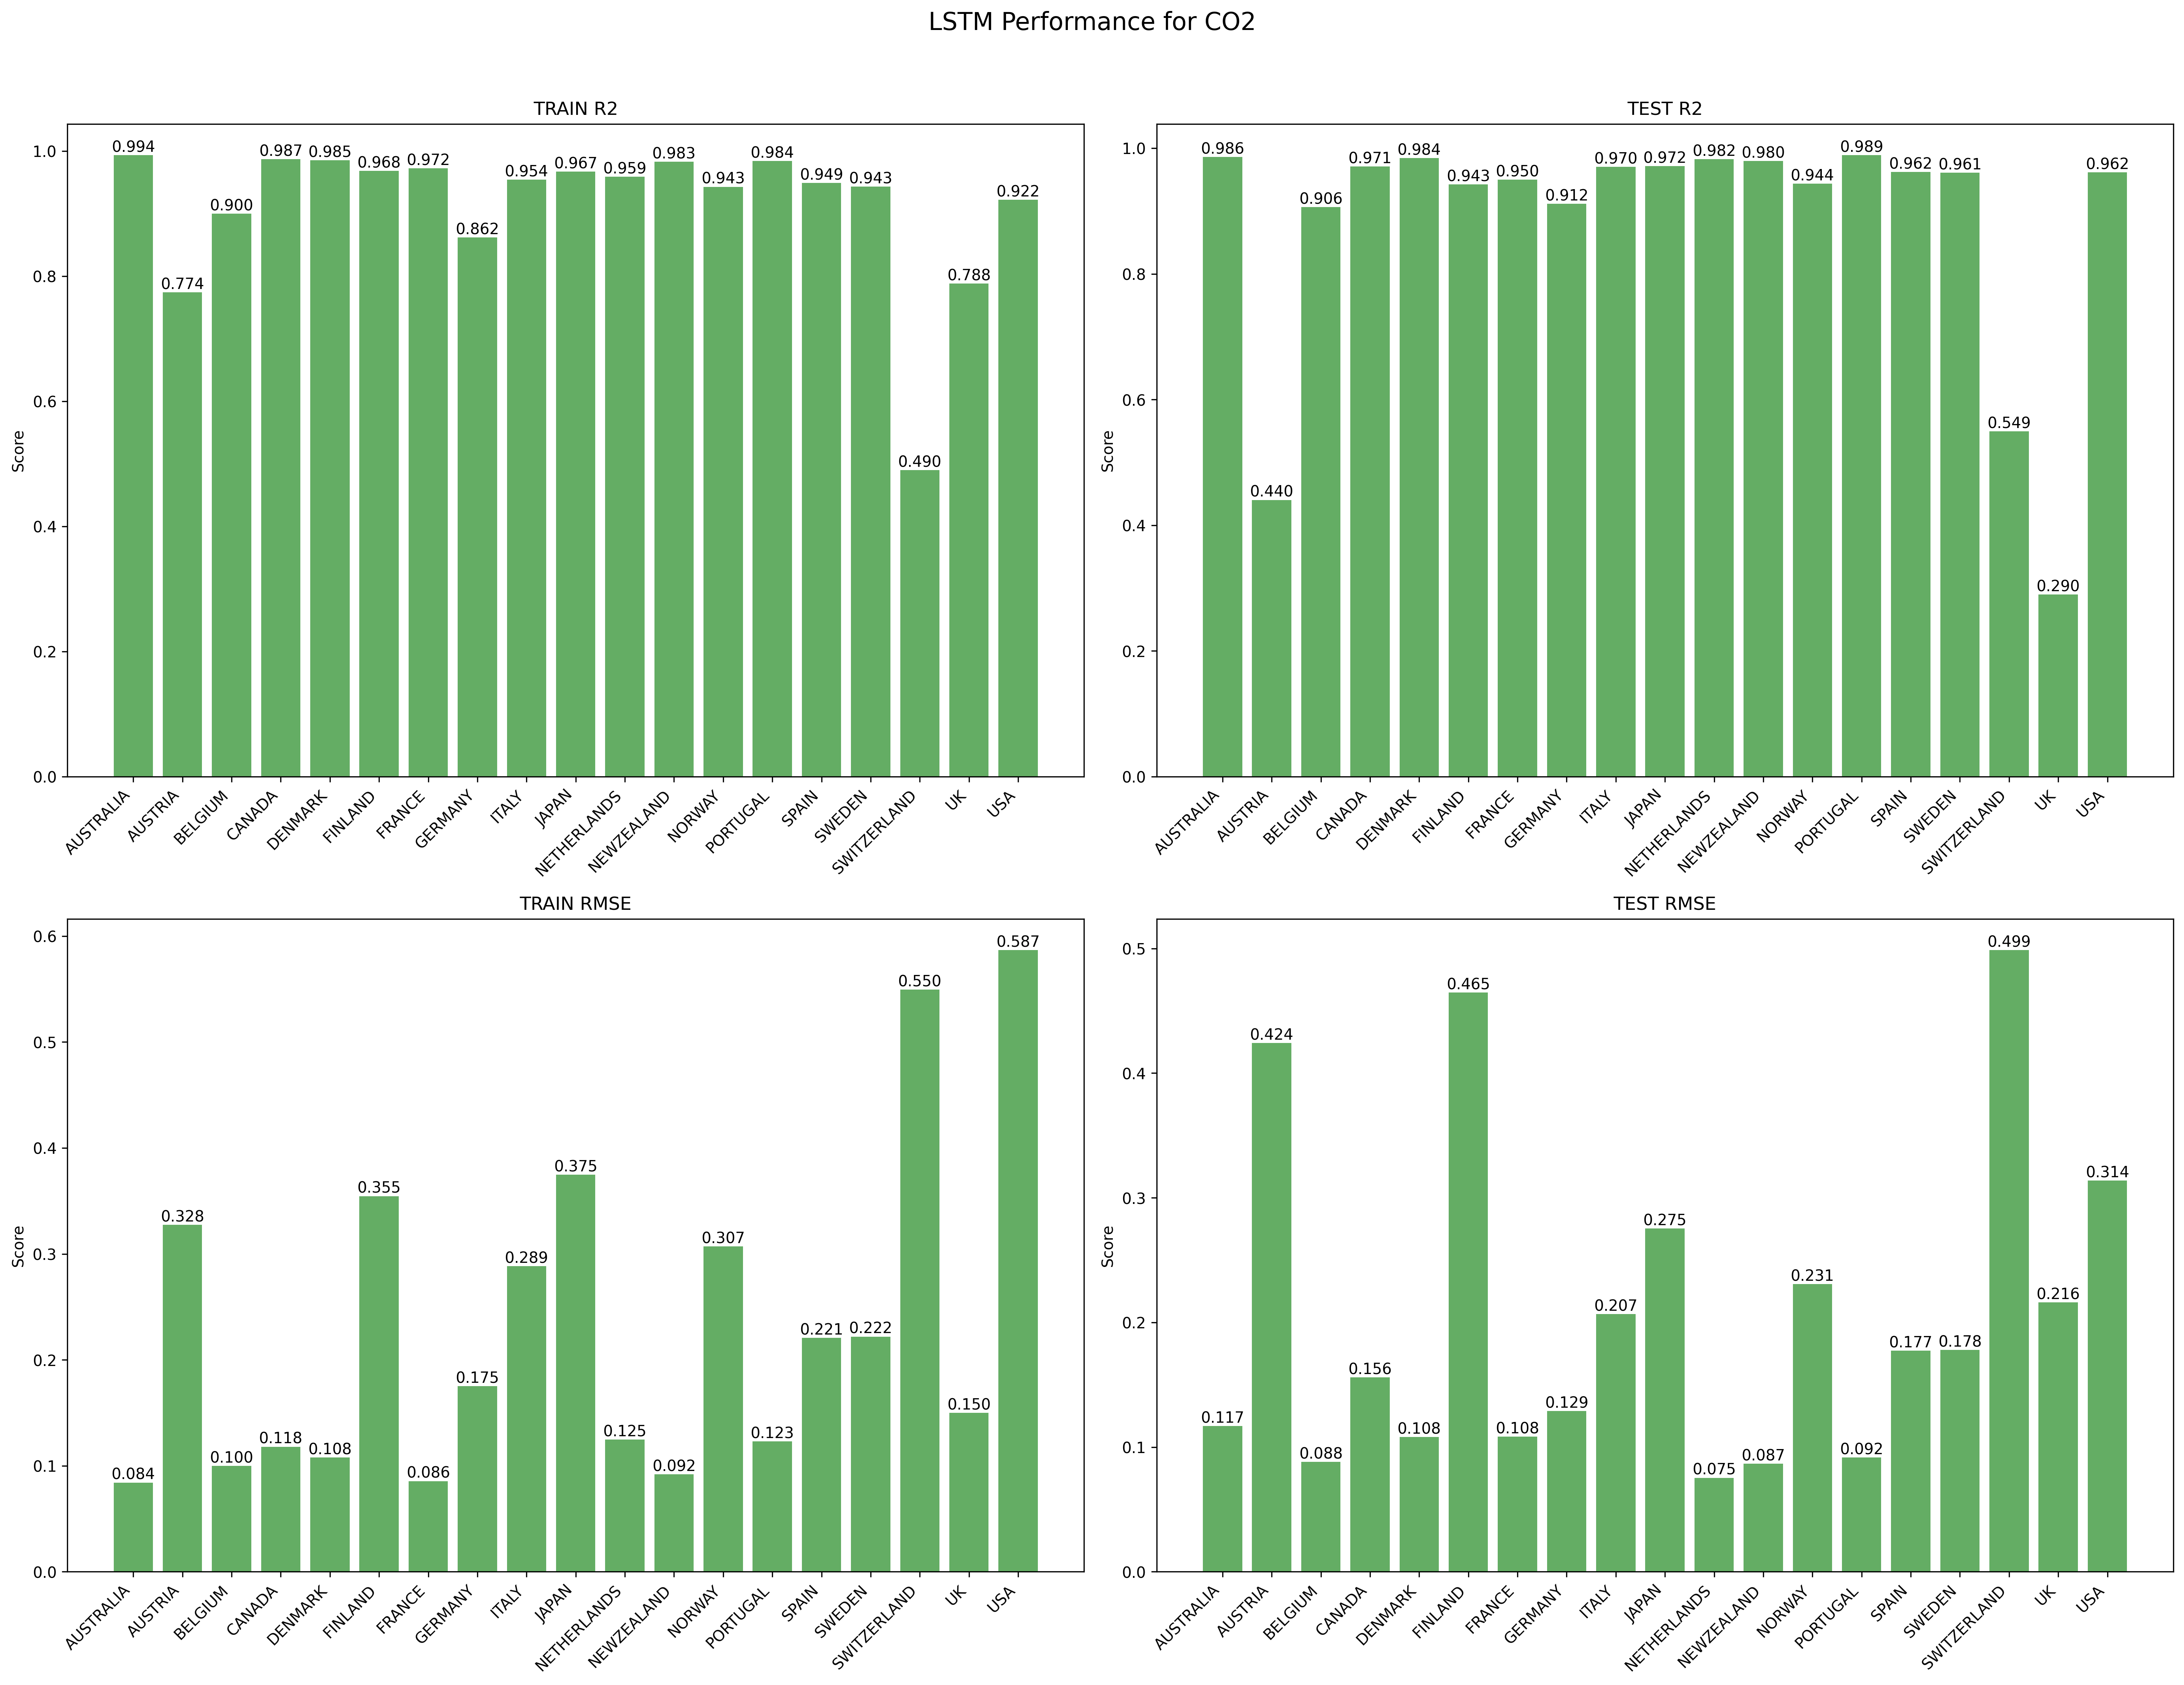 LSTM Performance for CO2
TRAIN R2
Score
1.0
0.8
0.6
0.4
0.2
0.0
0.994
0.774
0.900
0.987
0.985
0.968
0.972
0.862
0.954
0.967
0.959
0.983
0.943
0.984
0.949
0.943
0.490
0.788
0.922
AUSTRALIA
AUSTRIA
BELGIUM
CANADA
DENMARK
FINLAND
FRANCE
GERMANY
ITALY
JAPAN
NETHERLANDS
NEWZEALAND
NORWAY
PORTUGAL
SPAIN
SWEDEN
SWITZERLAND
UK
USA
TEST R2
Score
1.0
0.8
0.6
0.4
0.2
0.0
0.986
0.440
0.906
0.971
0.984
0.943
0.950
0.912
0.970
0.972
0.982
0.980
0.944
0.989
0.962
0.961
0.549
0.290
0.962
AUSTRALIA
AUSTRIA
BELGIUM
CANADA
DENMARK
FINLAND
FRANCE
GERMANY
ITALY
JAPAN
NETHERLANDS
NEWZEALAND
NORWAY
PORTUGAL
SPAIN
SWEDEN
SWITZERLAND
UK
USA
TRAIN RMSE
Score
0.6
0.5
0.4
0.3
0.2
0.1
0.0
0.084
0.328
0.100
0.118
0.108
0.355
0.086
0.175
0.289
0.375
0.125
0.092
0.307
0.123
0.221
0.222
0.550
0.150
0.587
AUSTRALIA
AUSTRIA
BELGIUM
CANADA
DENMARK
FINLAND
FRANCE
GERMANY
ITALY
JAPAN
NETHERLANDS
NEWZEALAND
NORWAY
PORTUGAL
SPAIN
SWEDEN
SWITZERLAND
UK
USA
TEST RMSE
Score
0.5
0.4
0.3
0.2
0.1
0.0
0.117
0.424
0.088
0.156
0.108
0.465
0.108
0.129
0.207
0.275
0.075
0.087
0.231
0.092
0.177
0.178
0.499
0.216
0.314
AUSTRALIA
AUSTRIA
BELGIUM
CANADA
DENMARK
FINLAND
FRANCE
GERMANY
ITALY
JAPAN
NETHERLANDS
NEWZEALAND
NORWAY
PORTUGAL
SPAIN
SWEDEN
SWITZERLAND
UK
USA